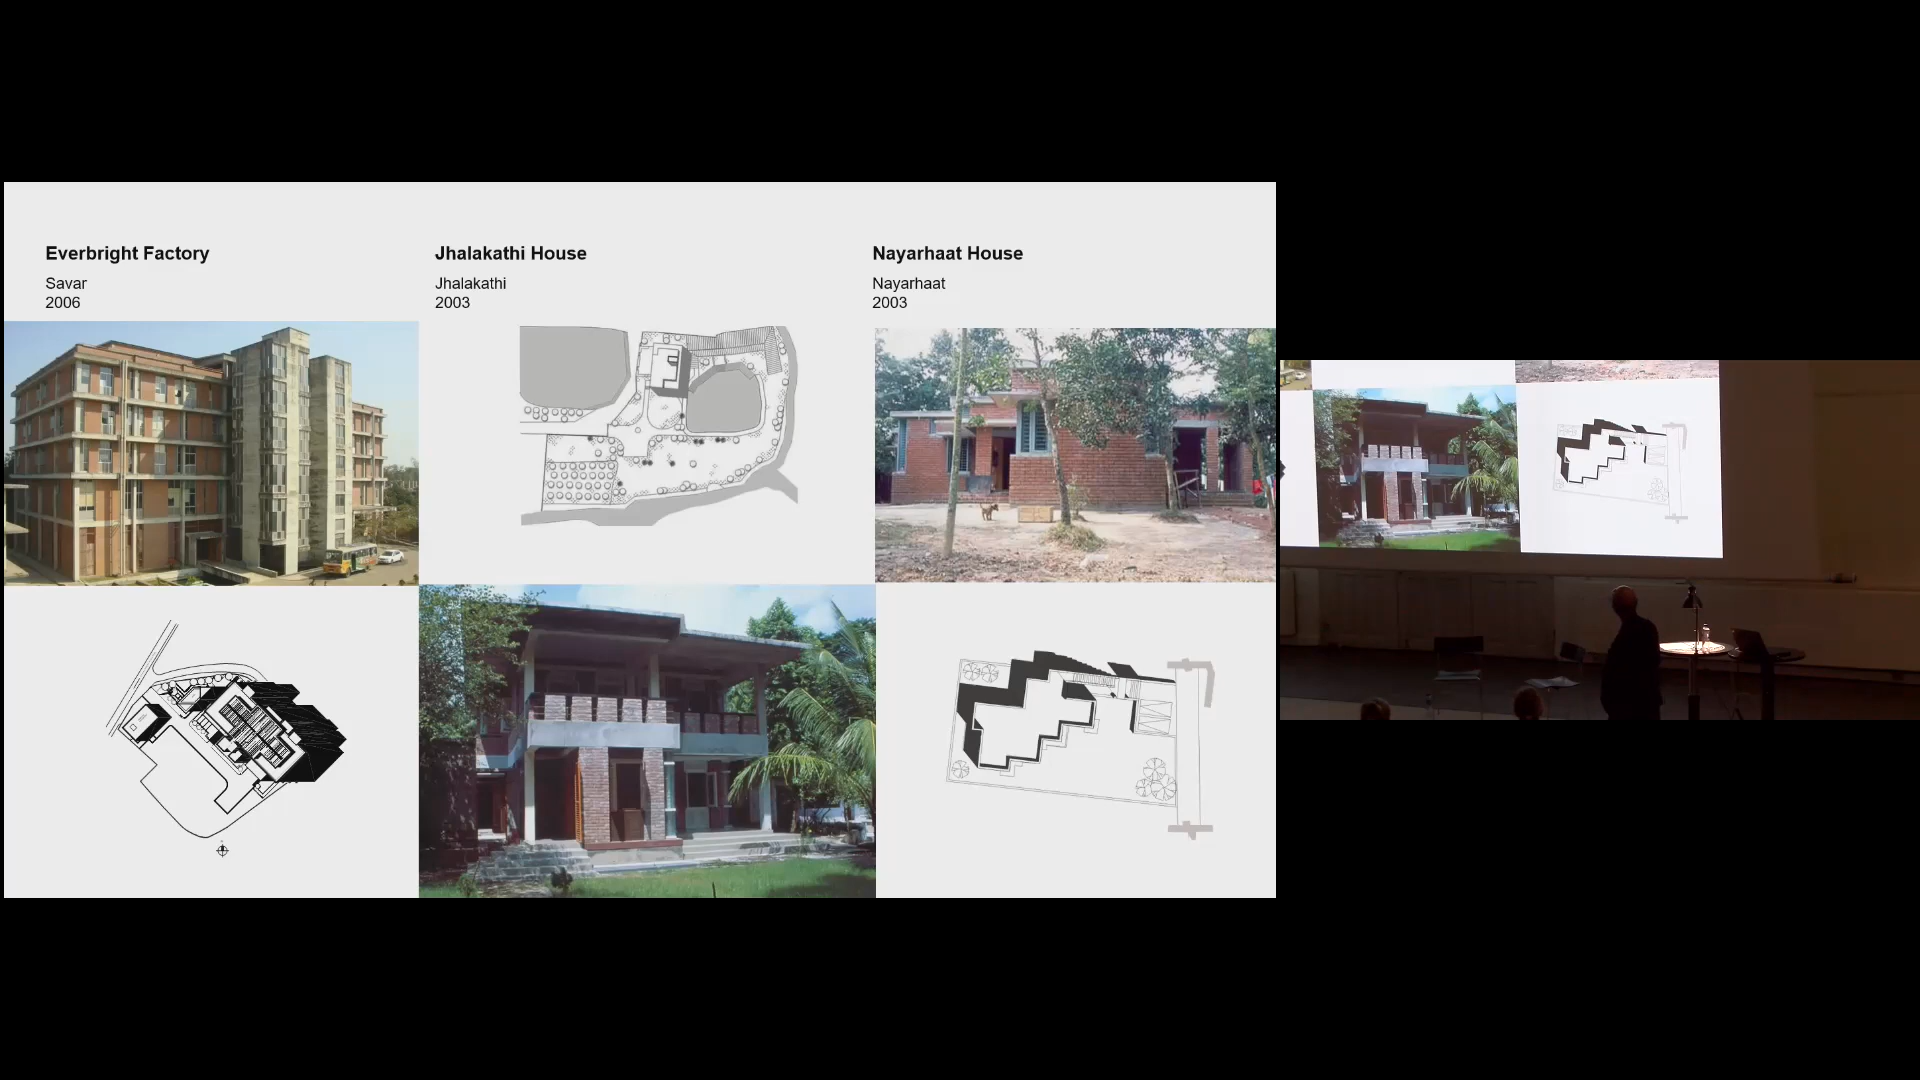 Everbright Factory
Savar
2006
Jhalakathi House
Jhalakathi
2003
Nayarhaat House
Nayarhaat
2003